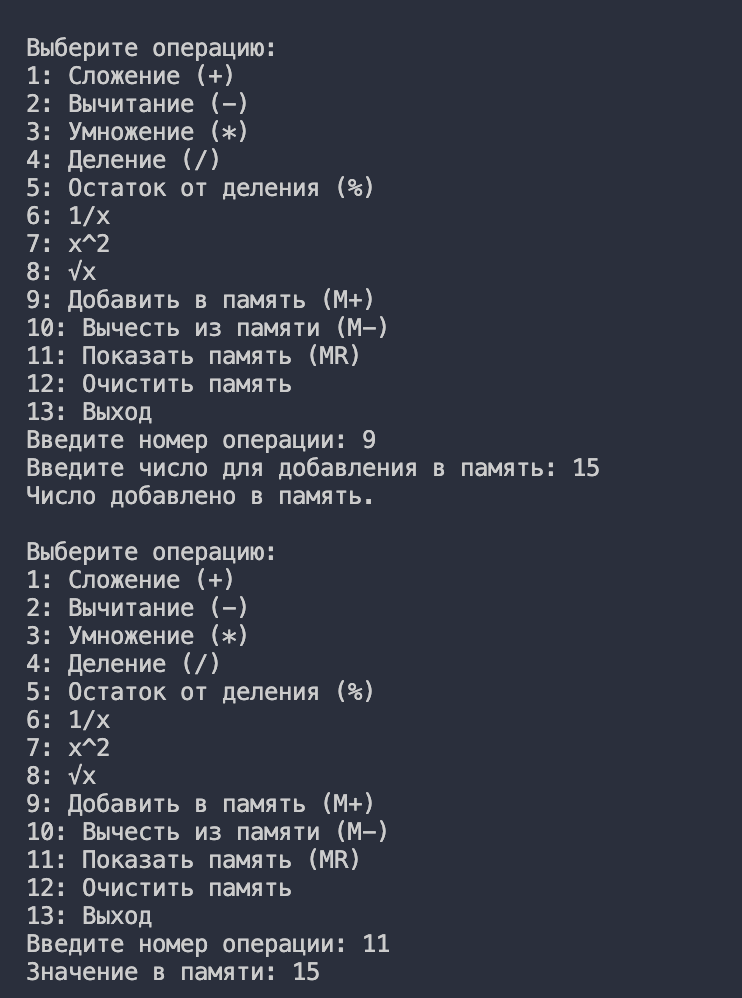 Выберите операцию:
1: Сложение (+)
2: Вычитание (-)
3: Умножение (*)
4: Деление (/)
5: Остаток от деления (%)
6: 1/x
7: x^2
8: √x
9: Добавить в память (M+)
10: Вычесть из памяти (M-)
11: Показать память (MR)
12: Очистить память
13: Выход
Введите номер операции: 9
Введите число для добавления в память: 15
Число добавлено в память.
Выберите операцию:
1: Сложение (+)
2: Вычитание (-)
3: Умножение (*)
4: Деление (/)
5: Остаток от деления (%)
6: 1/x
7: x^2
8: √x
9: Добавить в память (M+)
10: Вычесть из памяти (M-)
11: Показать память (MR)
12: Очистить память
13: Выход
Введите номер операции: 11
Значение в памяти: 15